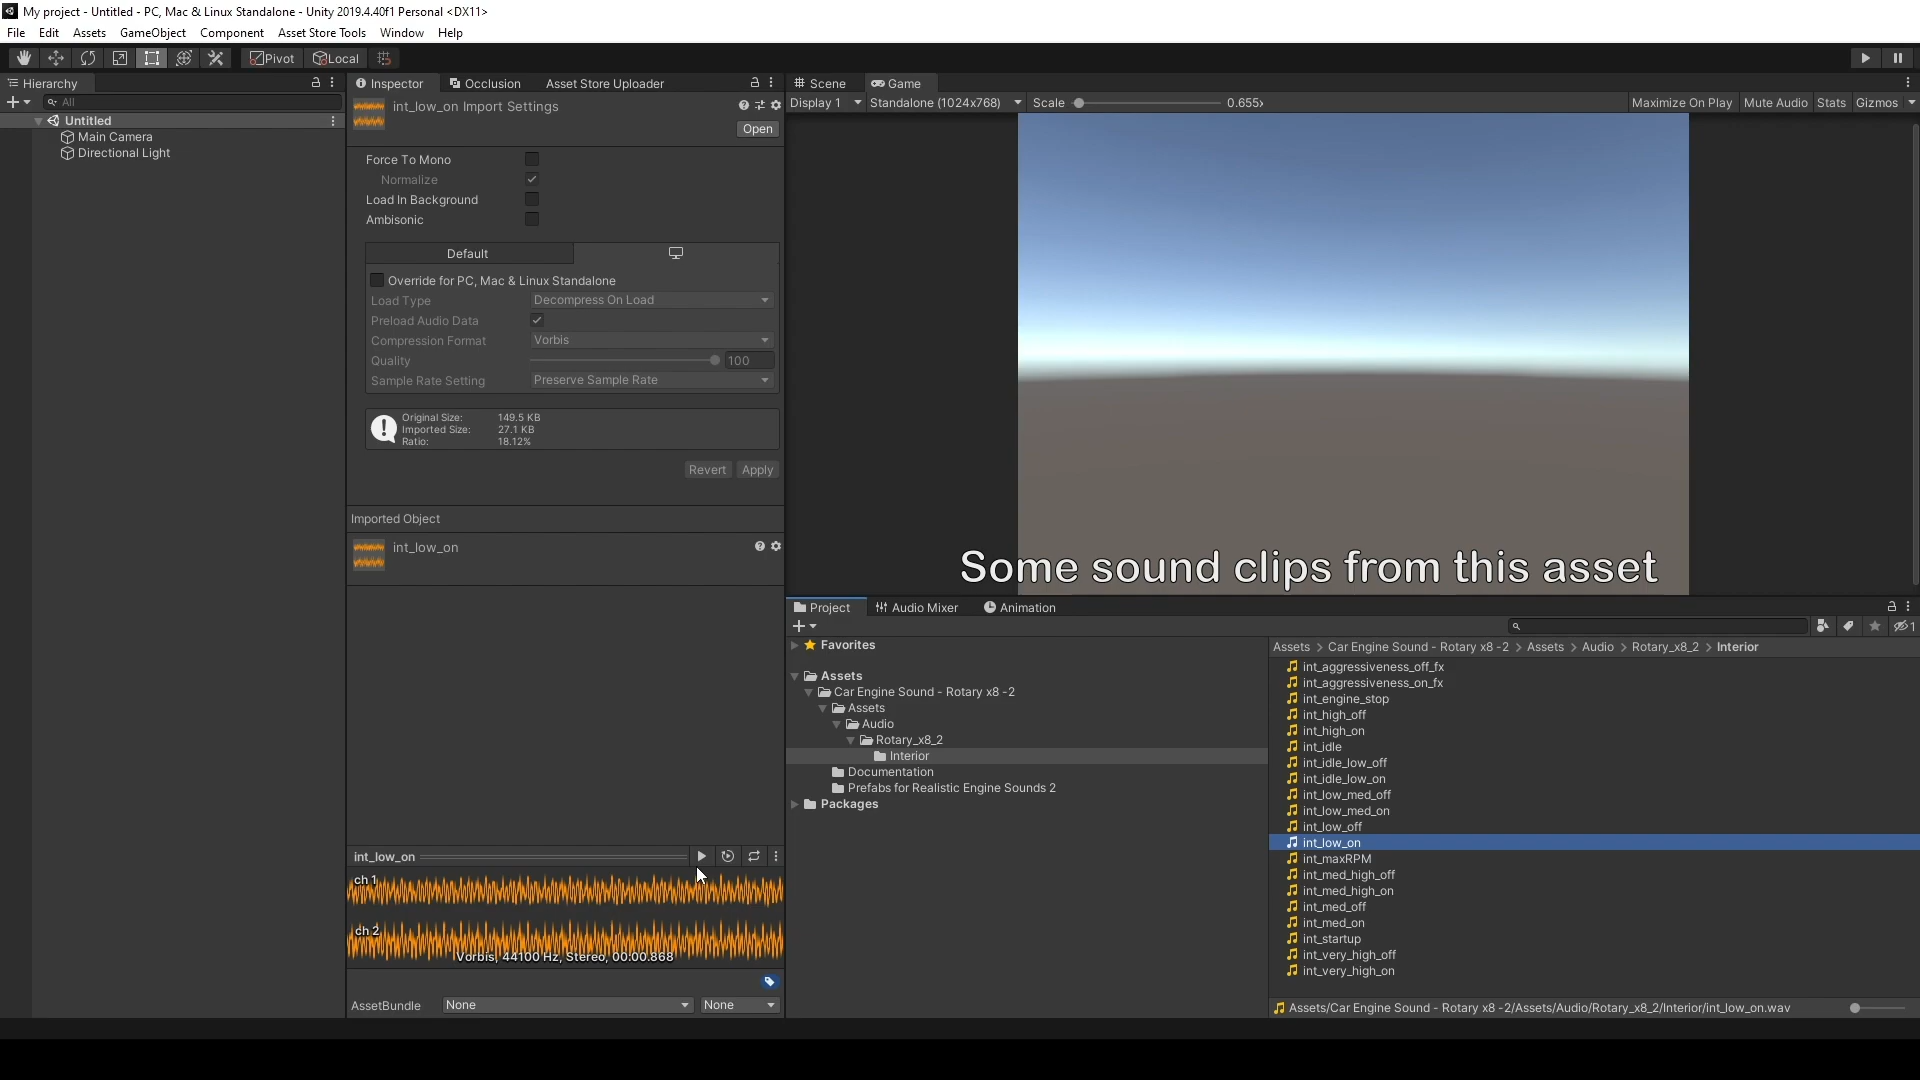 My project - Untitled - PC, Mac & Linux Standalone - Unity 2019.4.40f1 Personal <DX11>
File Edit Assets GameObject Component Asset Store Tools Window Help
Pivot Local
Hierarchy
All
Untitled
Main Camera
Directional Light
Inspector Occlusion Asset Store Uploader
int_low_on Import Settings
Open
Force To Mono
Normalize
Load In Background
Ambisonic
Default
Override for PC, Mac & Linux Standalone
Load Type Decompress On Load
Preload Audio Data
Compression Format Vorbis
Quality 100
Sample Rate Setting Preserve Sample Rate
Original Size: 149.5 KB
Imported Size: 27.1 KB
Ratio: 18.12%
Revert Apply
Imported Object
int_low_on
int_low_on
ch 1
ch 2
Vorbis, 44100 Hz, Stereo, 00:00.868
AssetBundle None None
Scene Game
Display 1 Standalone (1024x768) Scale 0.655x Maximize On Play Mute Audio Stats Gizmos
Some sound clips from this asset
Project Audio Mixer Animation
1
Favorites
Assets
Car Engine Sound - Rotary x8 -2
Assets
Audio
Rotary_x8_2
Interior
Documentation
Prefabs for Realistic Engine Sounds 2
Packages
Assets > Car Engine Sound - Rotary x8 -2 > Assets > Audio > Rotary_x8_2 > Interior
int_aggressiveness_off_fx
int_aggressiveness_on_fx
int_engine_stop
int_high_off
int_high_on
int_idle
int_idle_low_off
int_idle_low_on
int_low_med_off
int_low_med_on
int_low_off
int_low_on
int_maxRPM
int_med_high_off
int_med_high_on
int_med_off
int_med_on
int_startup
int_very_high_off
int_very_high_on
Assets/Car Engine Sound - Rotary x8 -2/Assets/Audio/Rotary_x8_2/Interior/int_low_on.wav